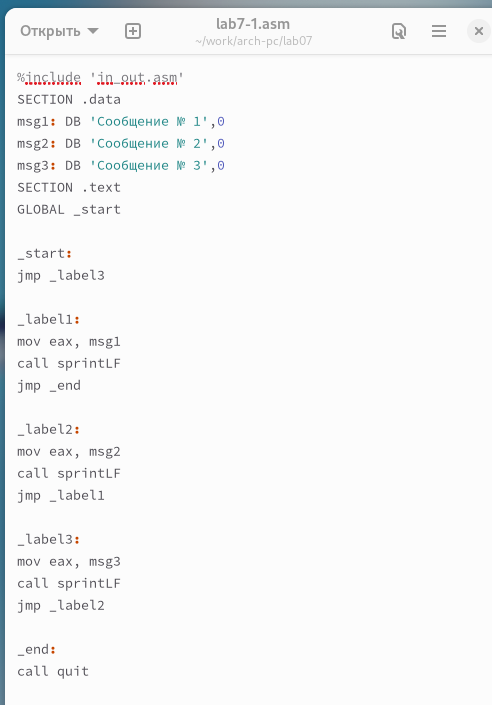 Открыть
lab7-1.asm
~/work/arch-pc/lab07
%include 'in_out.asm'
SECTION .data
msg1: DB 'Сообщение № 1',0
msg2: DB 'Сообщение № 2',0
msg3: DB 'Сообщение № 3',0
SECTION .text
GLOBAL _start

_start:
jmp _label3

_label1:
mov eax, msg1
call sprintLF
jmp _end

_label2:
mov eax, msg2
call sprintLF
jmp _label1

_label3:
mov eax, msg3
call sprintLF
jmp _label2

_end:
call quit